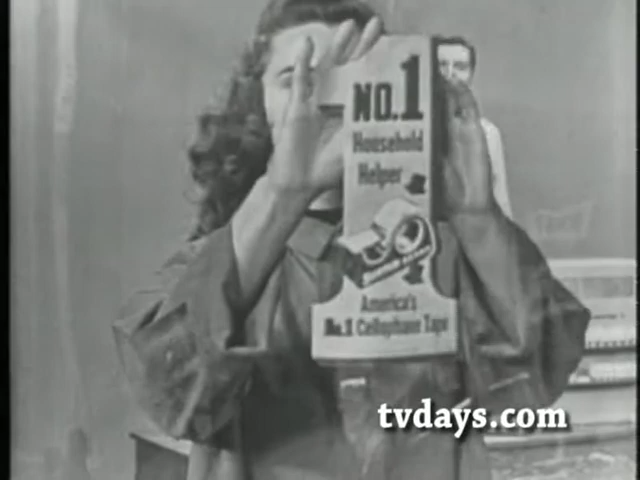 NO.1
Household
Helper
America's
No.1 Cellophane Tape
tvdays.com